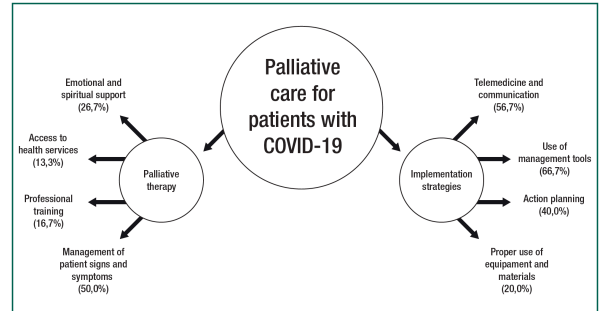 Palliative
care for
patients with
COVID-19
Emotional and
spiritual support
(26,7%)
Access to
health services
(13,3%)
Professional
training
(16,7%)
Management of
patient signs and
symptoms
(50,0%)
Palliative
therapy
Implementation
strategies
Telemedicine and
communication
(56,7%)
Use of
management tools
(66,7%)
Action planning
(40,0%)
Proper use of
equipament and
materials
(20,0%)